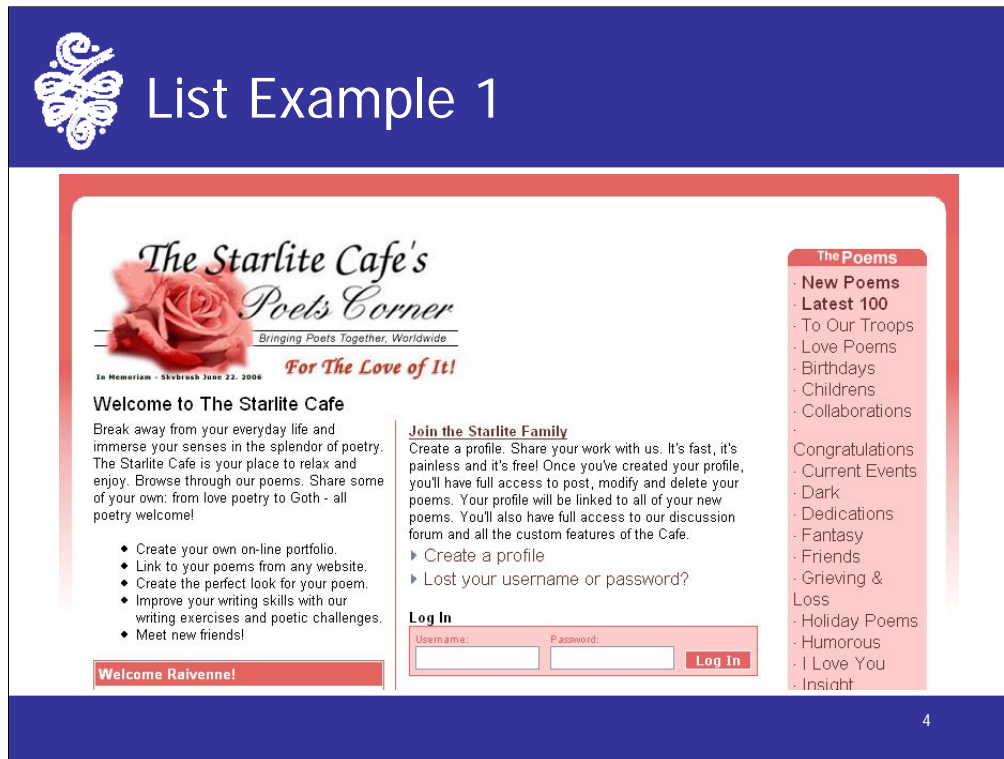 List Example 1
The Starlite Cafe's
Poets Corner
Bringing Poets Together, Worldwide
For The Love of It!
In Memoriam - Skybrush June 22, 2006
Welcome to The Starlite Cafe
Break away from your everyday life and
immerse your senses in the splendor of poetry.
The Starlite Cafe is your place to relax and
enjoy. Browse through our poems. Share some
of your own: from love poetry to Goth - all
poetry welcome!
◆ Create your own on-line portfolio.
◆ Link to your poems from any website.
◆ Create the perfect look for your poem.
◆ Improve your writing skills with our
writing exercises and poetic challenges.
◆ Meet new friends!
Welcome Raivenne!
Join the Starlite Family
Create a profile. Share your work with us. It's fast, it's
painless and it's free! Once you've created your profile,
you'll have full access to post, modify and delete your
poems. Your profile will be linked to all of your new
poems. You'll also have full access to our discussion
forum and all the custom features of the Cafe.
Create a profile
Lost your username or password?
Log In
Username: Password:
Log In
The Poems
· New Poems
· Latest 100
· To Our Troops
· Love Poems
· Birthdays
· Childrens
· Collaborations
·
Congratulations
· Current Events
· Dark
· Dedications
· Fantasy
· Friends
· Grieving &
Loss
· Holiday Poems
· Humorous
· I Love You
· Insight
4